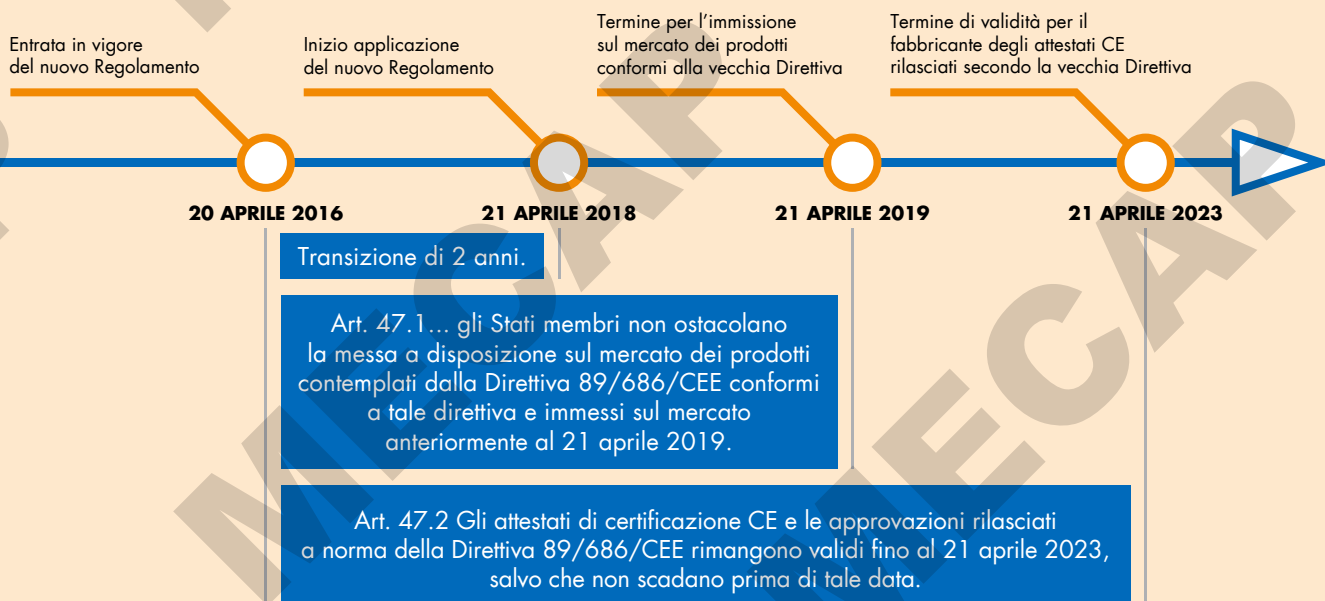 Entrata in vigore
del nuovo Regolamento
Inizio applicazione
del nuovo Regolamento
Termine per l’immissione
sul mercato dei prodotti
conformi alla vecchia Direttiva
Termine di validità per il
fabbricante degli attestati CE
rilasciati secondo la vecchia Direttiva
20 APRILE 2016
21 APRILE 2018
21 APRILE 2019
21 APRILE 2023
Transizione di 2 anni.
Art. 47.1... gli Stati membri non ostacolano
la messa a disposizione sul mercato dei prodotti
contemplati dalla Direttiva 89/686/CEE conformi
a tale direttiva e immessi sul mercato
anteriormente al 21 aprile 2019.
Art. 47.2 Gli attestati di certificazione CE e le approvazioni rilasciati
a norma della Direttiva 89/686/CEE rimangono validi fino al 21 aprile 2023,
salvo che non scadano prima di tale data.
MECAP
MECAP